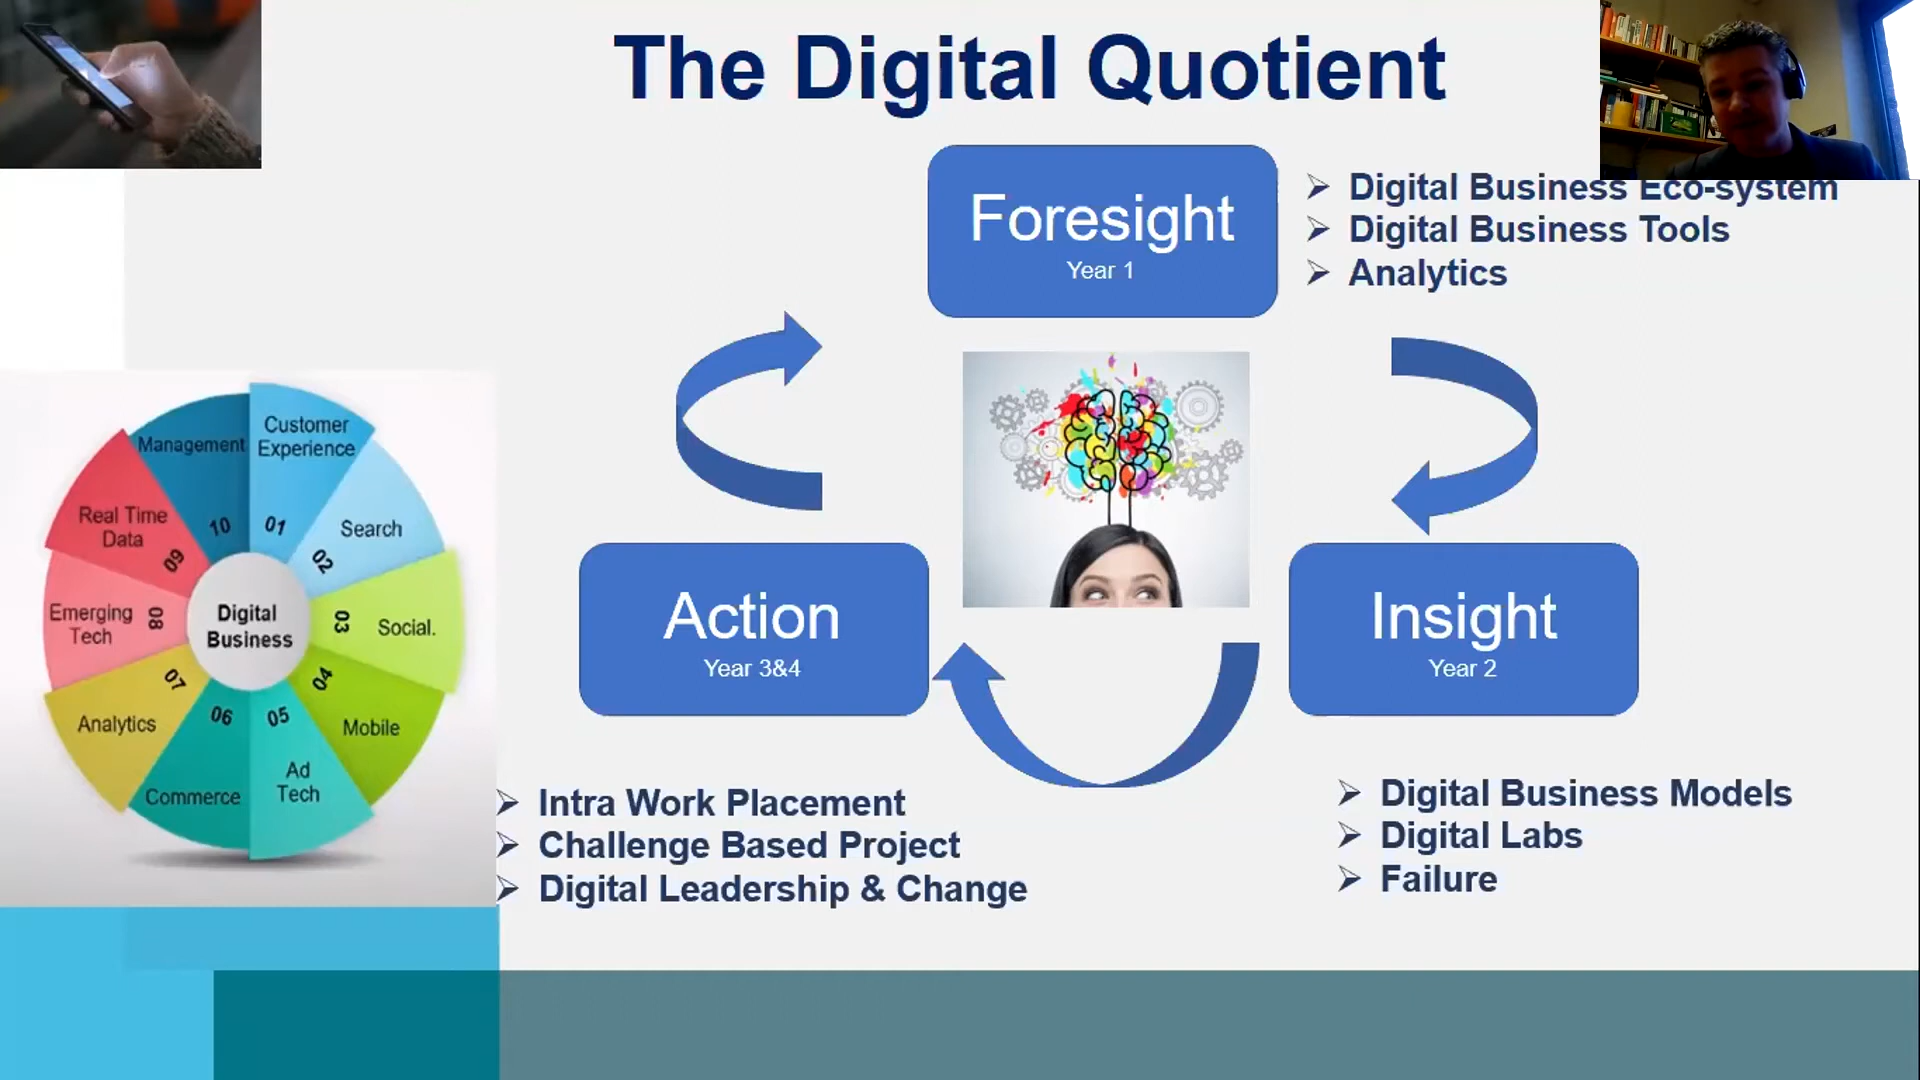 The Digital Quotient
Foresight
Year 1
Digital Business Eco-system
Digital Business Tools
Analytics
Insight
Year 2
Digital Business Models
Digital Labs
Failure
Action
Year 3&4
Intra Work Placement
Challenge Based Project
Digital Leadership & Change
Digital
Business
Customer
Experience
01
Search
02
Social.
03
Mobile
04
Ad
Tech
05
Commerce
06
Analytics
07
Emerging
Tech
08
Real Time
Data
09
Management
10